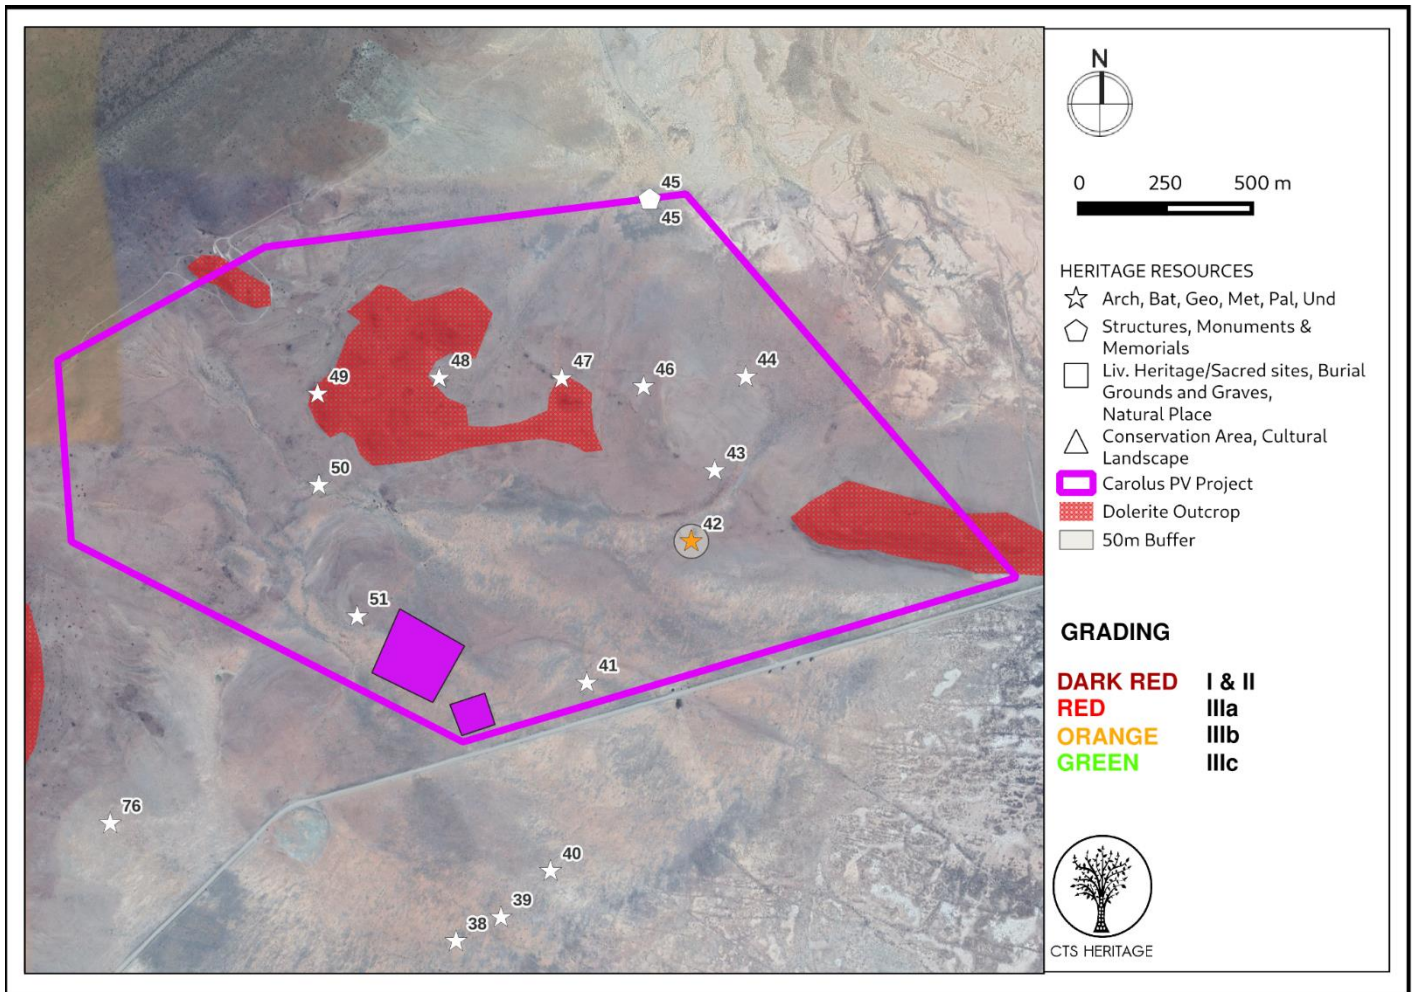 N
0 250 500 m
HERITAGE RESOURCES
Arch, Bat, Geo, Met, Pal, Und
Structures, Monuments &
Memorials
Liv. Heritage/Sacred sites, Burial
Grounds and Graves,
Natural Place
Conservation Area, Cultural
Landscape
Carolus PV Project
Dolerite Outcrop
50m Buffer
GRADING
DARK RED I & II
RED IIIa
ORANGE IIIb
GREEN IIIc
CTS HERITAGE
45
45
48
47
46
44
49
43
50
42
51
41
76
40
39
38